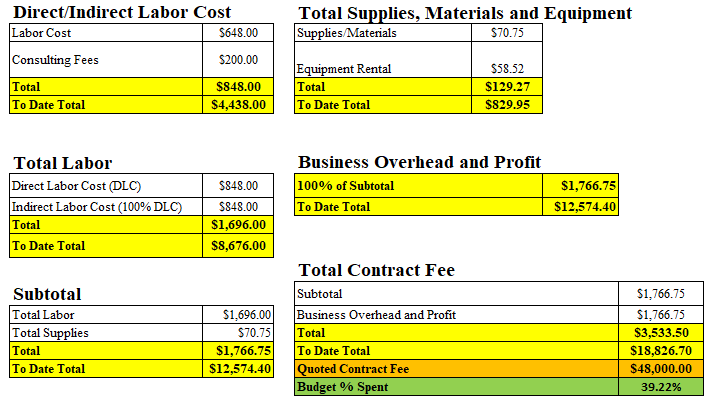 Direct/Indirect Labor Cost
Labor Cost $648.00
Consulting Fees $200.00
Total $848.00
To Date Total $4,438.00
Total Supplies, Materials and Equipment
Supplies/Materials $70.75
Equipment Rental $58.52
Total $129.27
To Date Total $829.95
Total Labor
Direct Labor Cost (DLC) $848.00
Indirect Labor Cost (100% DLC) $848.00
Total $1,696.00
To Date Total $8,676.00
Business Overhead and Profit
100% of Subtotal $1,766.75
To Date Total $12,574.40
Subtotal
Total Labor $1,696.00
Total Supplies $70.75
Total $1,766.75
To Date Total $12,574.40
Total Contract Fee
Subtotal $1,766.75
Business Overhead and Profit $1,766.75
Total $3,533.50
To Date Total $18,826.70
Quoted Contract Fee $48,000.00
Budget % Spent 39.22%